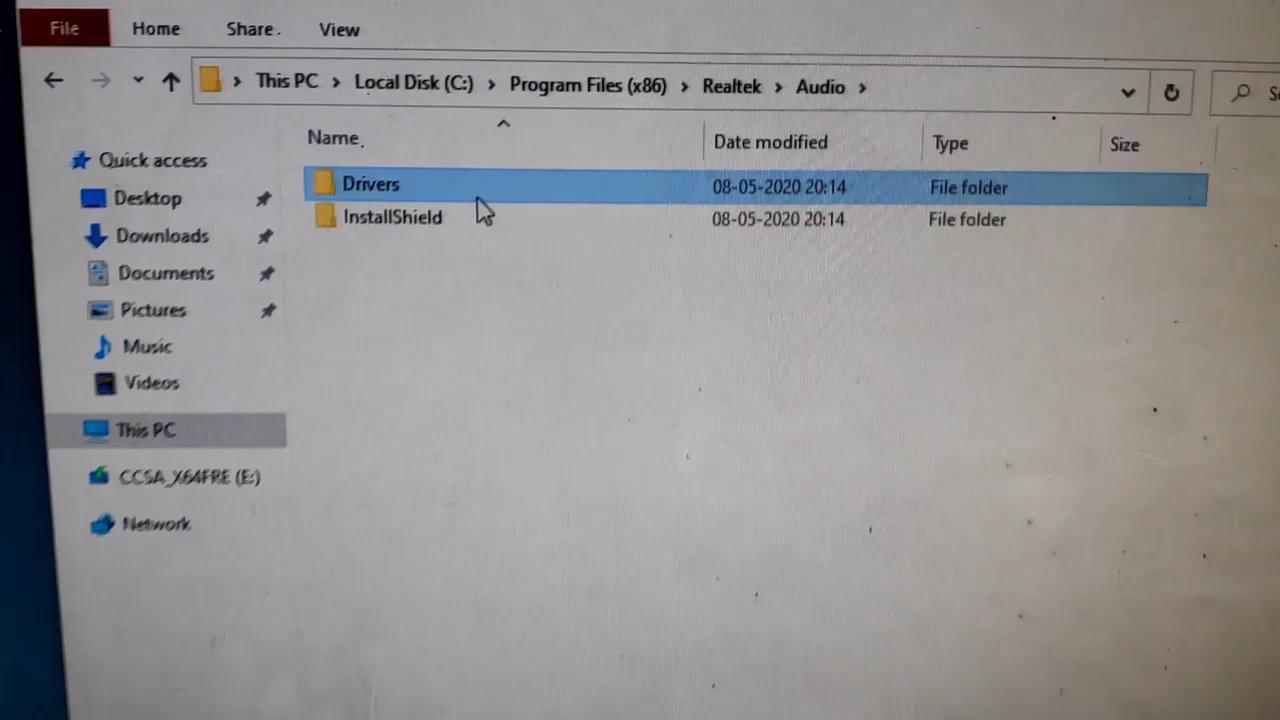 File Home Share View
This PC > Local Disk (C:) > Program Files (x86) > Realtek > Audio >
Name Date modified Type Size
Quick access
Drivers 08-05-2020 20:14 File folder
Desktop
InstallShield 08-05-2020 20:14 File folder
Downloads
Documents
Pictures
Music
Videos
This PC
CCSA_X64FRE (E:)
Network